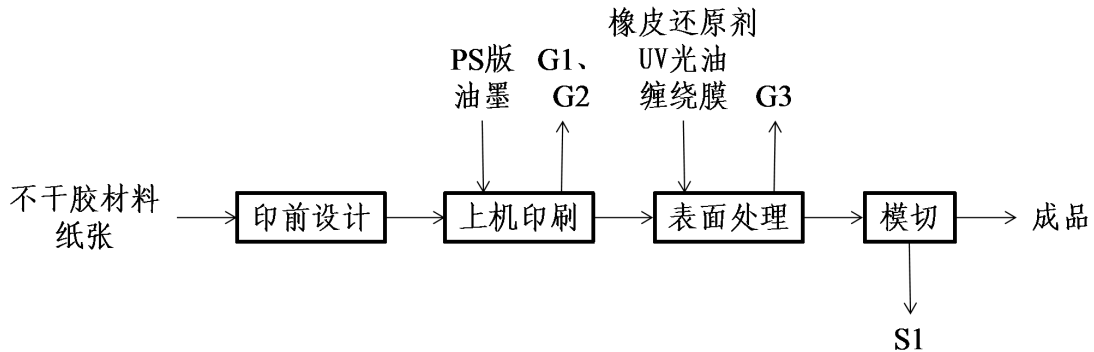 橡皮还原剂
PS版 G1、 UV光油
油墨 G2 缠绕膜 G3
不干胶材料
纸张
印前设计
上机印刷
表面处理
模切
成品
S1